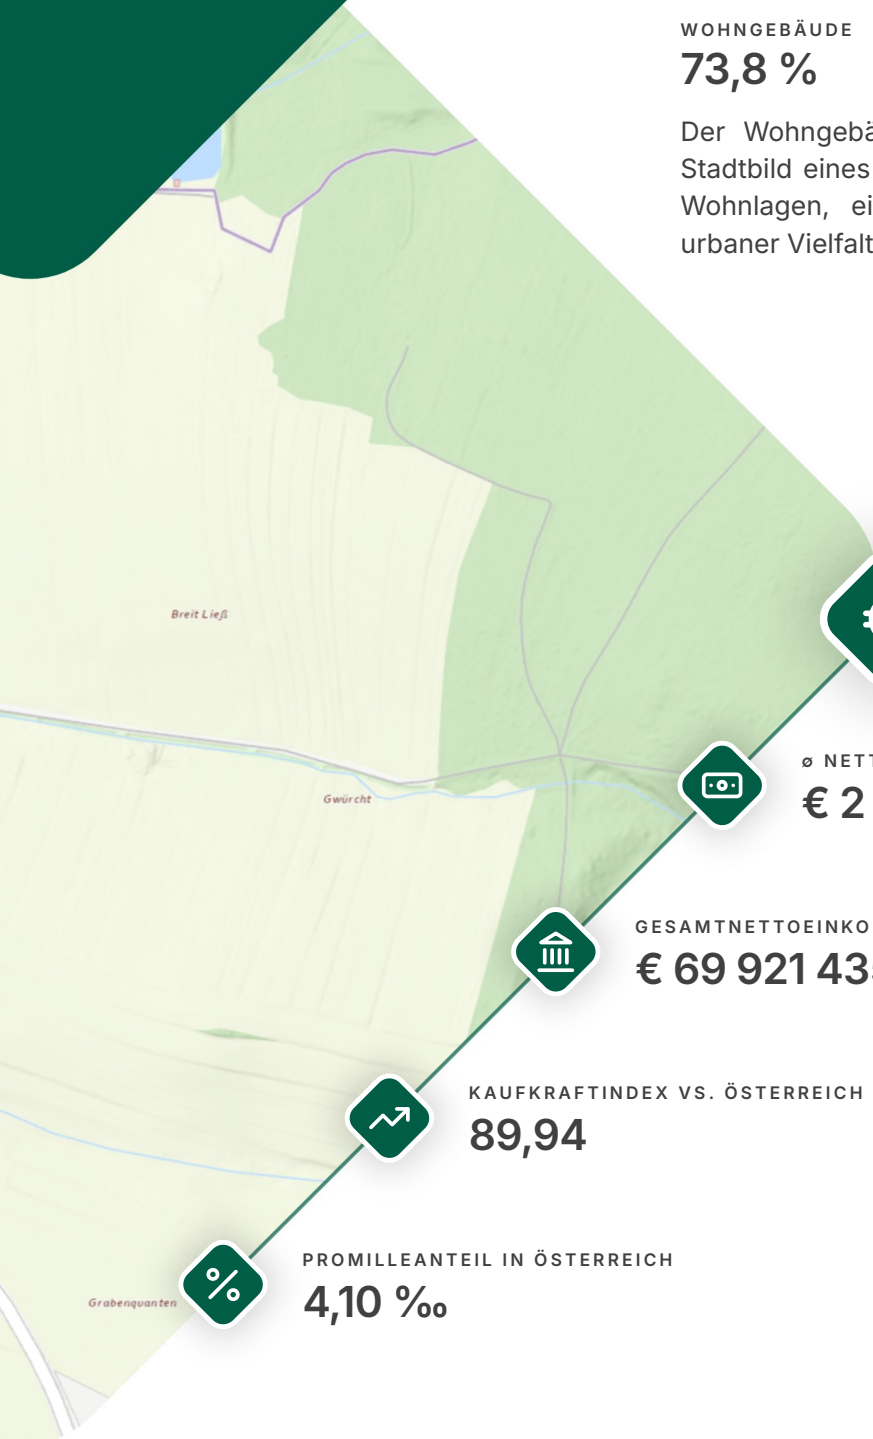 WOHNGEBÄUDE
73,8 %
Der Wohngebä
Stadtbild eines
Wohnlagen, ei
urbaner Vielfalt
Breit Ließ
Gwürcht
ø NETT
€ 2
GESAMTNETTOEINKO
€ 69 921 43
KAUFKRAFTINDEX VS. ÖSTERREICH
89,94
PROMILLEANTEIL IN ÖSTERREICH
4,10 ‰
Grabenquanten